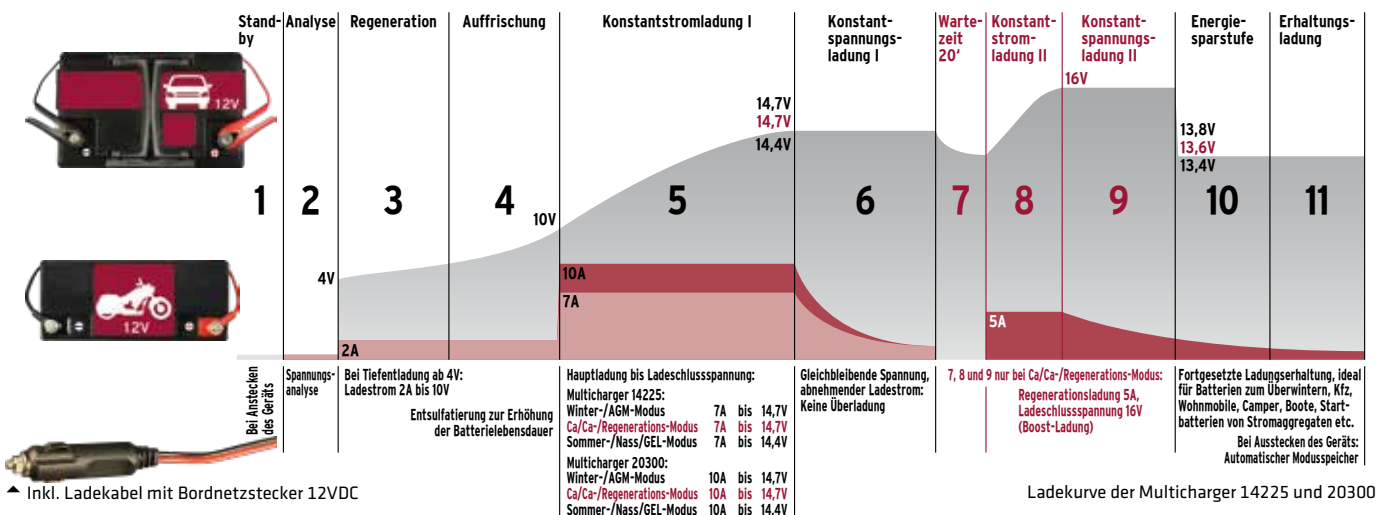 Stand-
by
Analyse
Regeneration
Auffrischung
Konstantstromladung I
Konstant-
spannungs-
ladung I
Warte-
zeit
20'
Konstant-
strom-
ladung II
Konstant-
spannungs-
ladung II
Energie-
sparstufe
Erhaltungs-
ladung
12V
12V
16V
14,7V
14,7V
14,4V
13,8V
13,6V
13,4V
1
2
3
4
5
6
7
8
9
10
11
10V
4V
10A
7A
5A
2A
Bei Anstecken
des Geräts
Spannungs-
analyse
Bei Tiefentladung ab 4V:
Ladestrom 2A bis 10V
Entsulfatierung zur Erhöhung
der Batterielebensdauer
Hauptladung bis Ladeschlussspannung:
Multicharger 14225:
Winter-/AGM-Modus 7A bis 14,7V
Ca/Ca-/Regenerations-Modus 7A bis 14,7V
Sommer-/Nass/GEL-Modus 7A bis 14,4V
Multicharger 20300:
Winter-/AGM-Modus 10A bis 14,7V
Ca/Ca-/Regenerations-Modus 10A bis 14,7V
Sommer-/Nass/GEL-Modus 10A bis 14,4V
Gleichbleibende Spannung,
abnehmender Ladestrom:
Keine Überladung
7, 8 und 9 nur bei Ca/Ca-/Regenerations-Modus:
Regenerationsladung 5A,
Ladeschlussspannung 16V
(Boost-Ladung)
Fortgesetzte Ladungserhaltung, ideal
für Batterien zum Überwintern, Kfz,
Wohnmobile, Camper, Boote, Start-
batterien von Stromaggregaten etc.
Bei Ausstecken des Geräts:
Automatischer Modusspeicher
Inkl. Ladekabel mit Bordnetzstecker 12VDC
Ladekurve der Multicharger 14225 und 20300